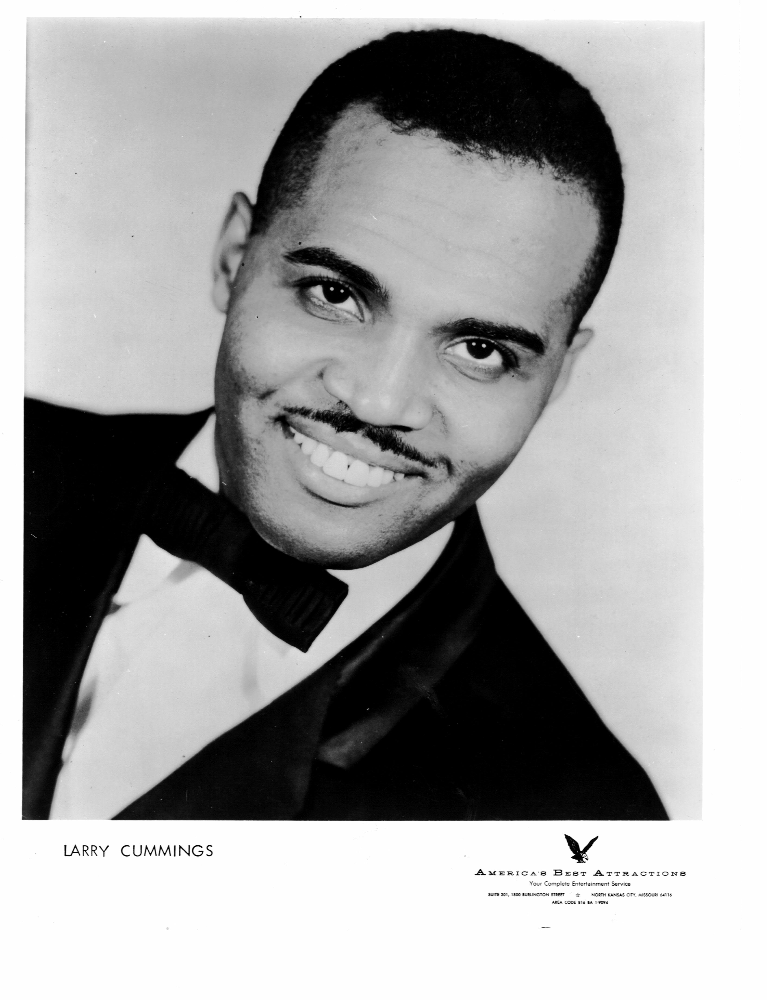 LARRY CUMMINGS
AMERICA'S BEST ATTRACTIONS
Your Complete Entertainment Service
SUITE 201, 1800 BURLINGTON STREET ☆ NORTH KANSAS CITY, MISSOURI 64116
AREA CODE 816 BA 1-9094